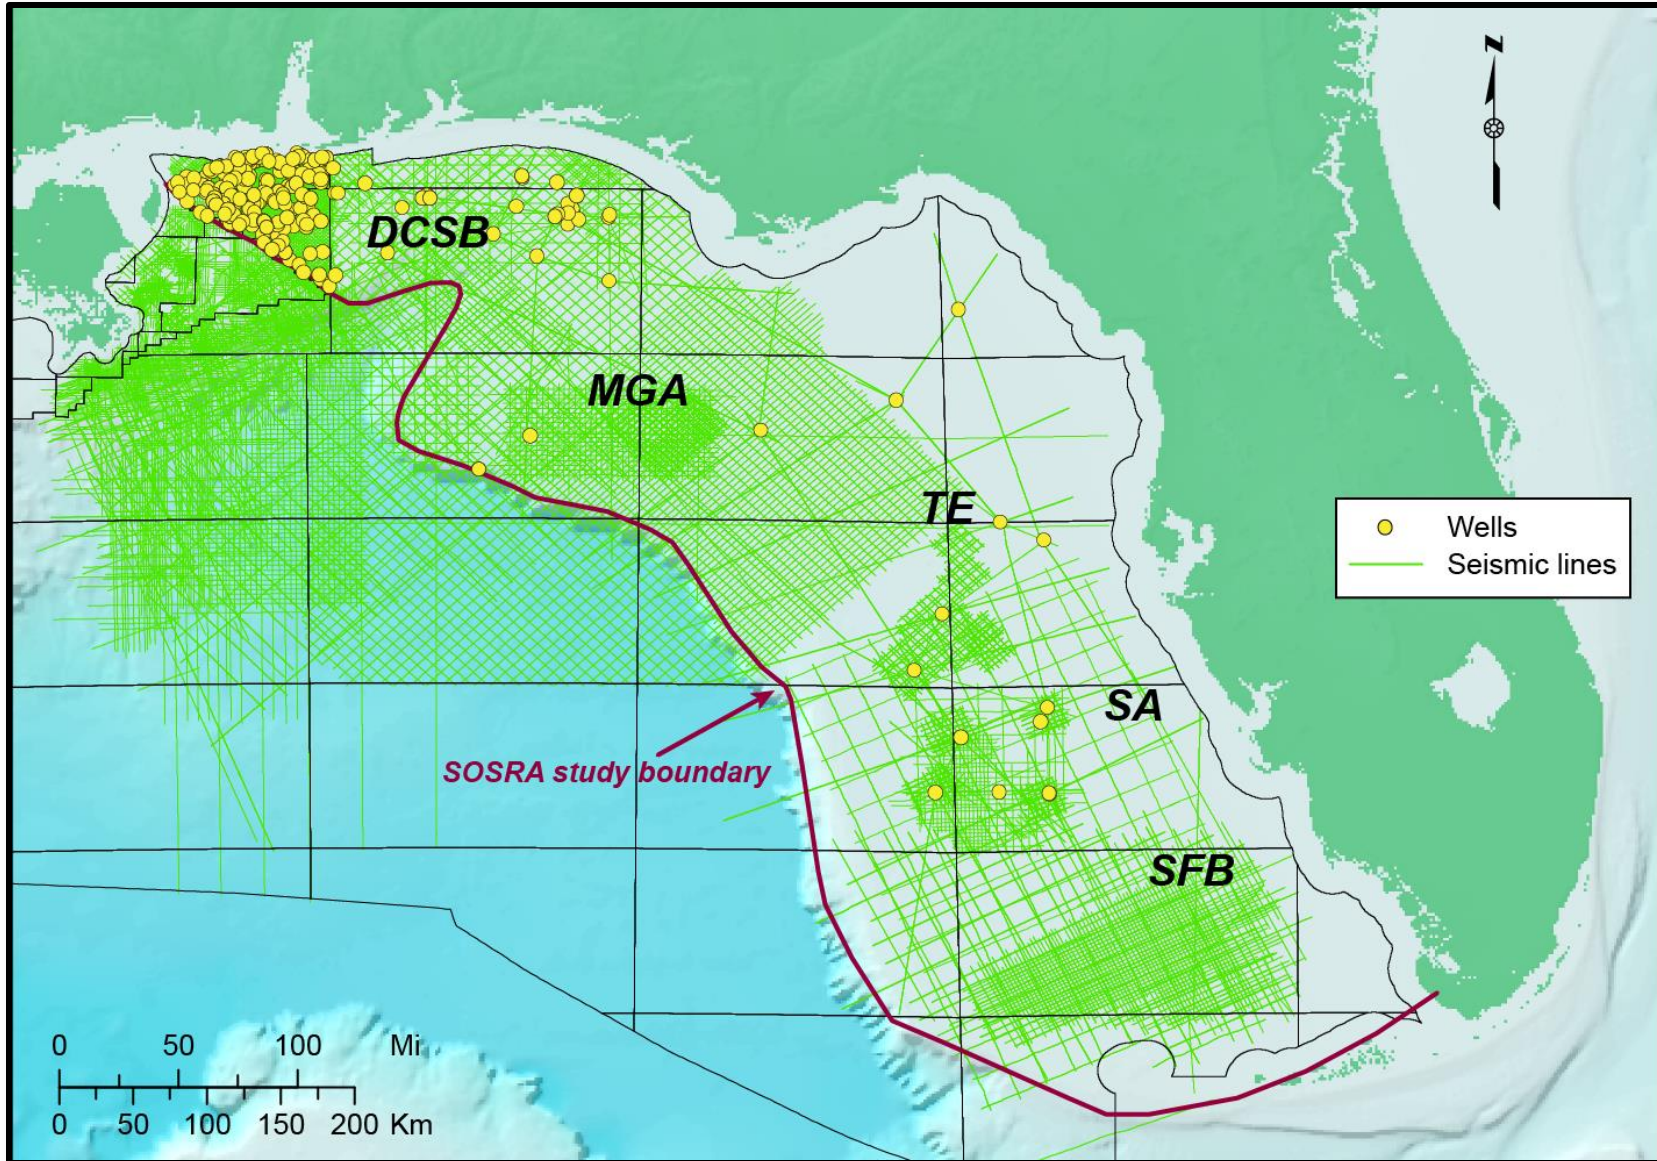 N
DCSB
MGA
TE
Wells
Seismic lines
SA
SOSRA study boundary
SFB
0 50 100 Mi
0 50 100 150 200 Km